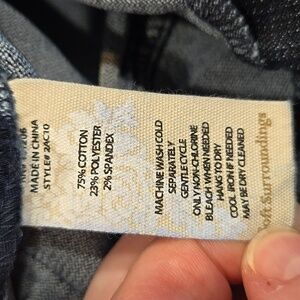 MADE IN CHINA
STYLE# 2AC10
75% COTTON
23% POLYESTER
2% SPANDEX
MACHINE WASH COLD
SEPARATELY
GENTLE CYCLE
ONLY NON-CHLORINE
BLEACH WHEN NEEDED
HANG TO DRY
COOL IRON IF NEEDED
MAY BE DRY CLEANED
Soft Surroundings